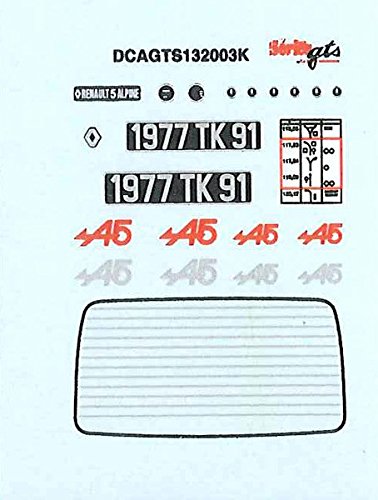 DCAGTS132003K
Série gts
RENAULT 5 ALPINE
1977 TK 91
1977 TK 91
A5 A5 A5 A5
A5 A5 A5 A5